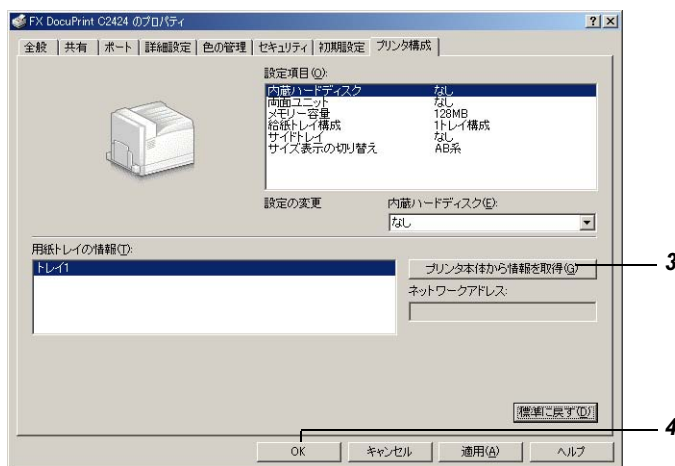 FX DocuPrint C2424 のプロパティ
全般 共有 ポート 詳細設定 色の管理 セキュリティ 初期設定 プリンタ構成
設定項目(O):
内蔵ハードディスク なし
両面ユニット なし
メモリー容量 128MB
給紙トレイ構成 1トレイ構成
サイドトレイ なし
サイズ表示の切り替え AB系
設定の変更 内蔵ハードディスク(E):
なし
用紙トレイの情報(T):
トレイ1
プリンタ本体から情報を取得(G)
3
ネットワークアドレス:
標準に戻す(D)
4
OK キャンセル 適用(A) ヘルプ